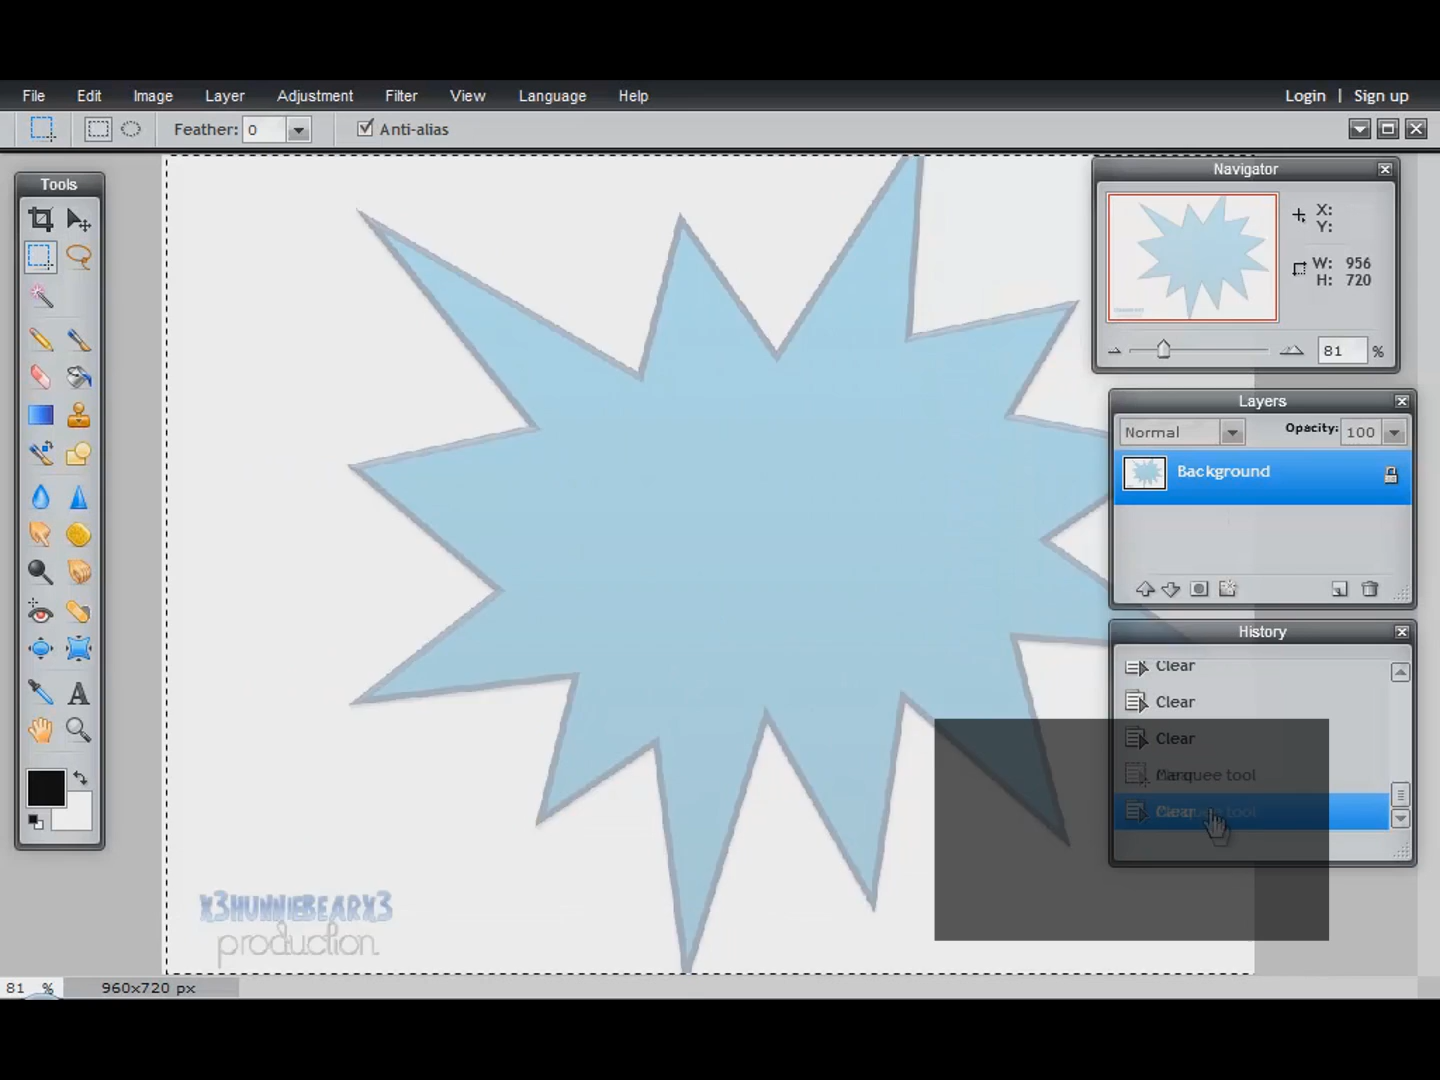 File Edit Image Layer Adjustment Filter View Language Help Login | Sign up
Feather: 0 Anti-alias
Tools
Navigator
X:
Y:
W: 956
H: 720
81 %
Layers
Normal Opacity: 100
Background
History
Clear
Clear
Clear
Marquee tool
Clear
X3HUNNIEBEARX3
production.
81 % 960x720 px